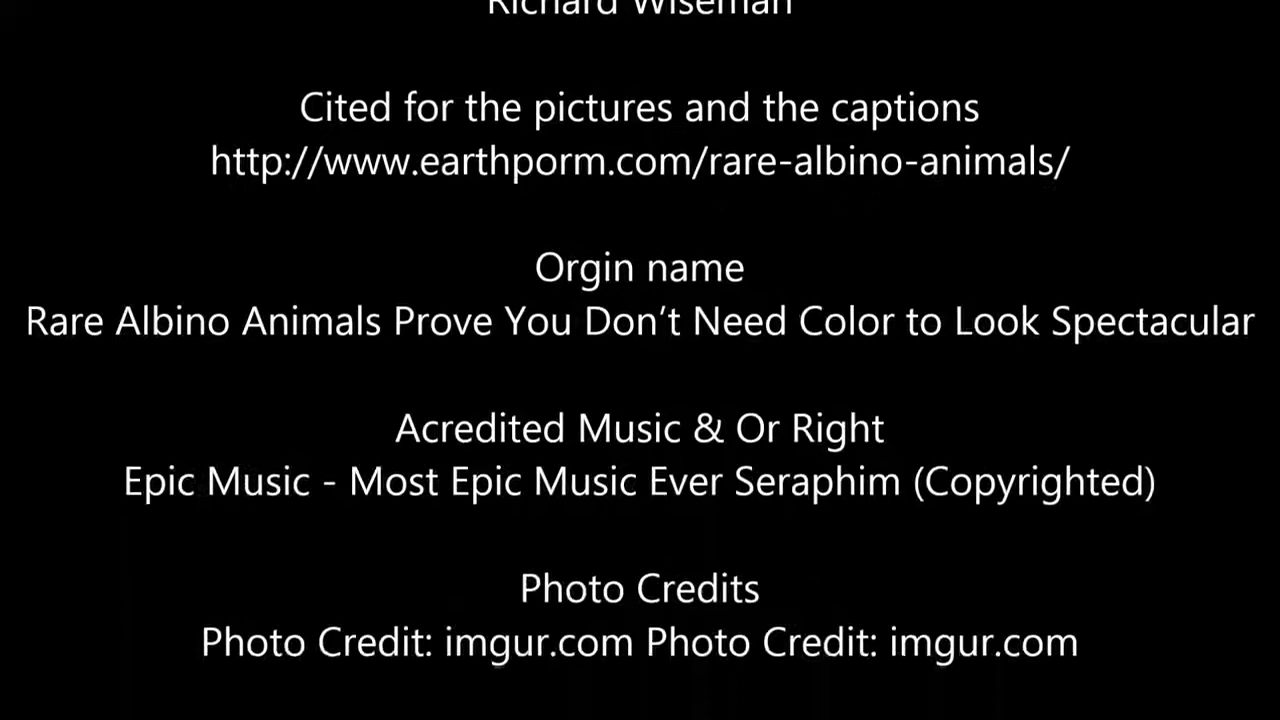 Richard Wiseman
Cited for the pictures and the captions
http://www.earthporm.com/rare-albino-animals/
Orgin name
Rare Albino Animals Prove You Don’t Need Color to Look Spectacular
Acredited Music & Or Right
Epic Music - Most Epic Music Ever Seraphim (Copyrighted)
Photo Credits
Photo Credit: imgur.com Photo Credit: imgur.com